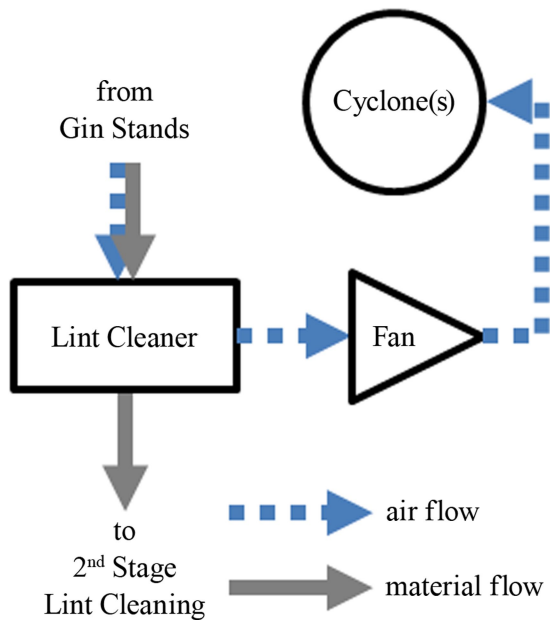 from
Gin Stands
Cyclone(s)
Lint Cleaner
Fan
to
2nd Stage
Lint Cleaning
air flow
material flow